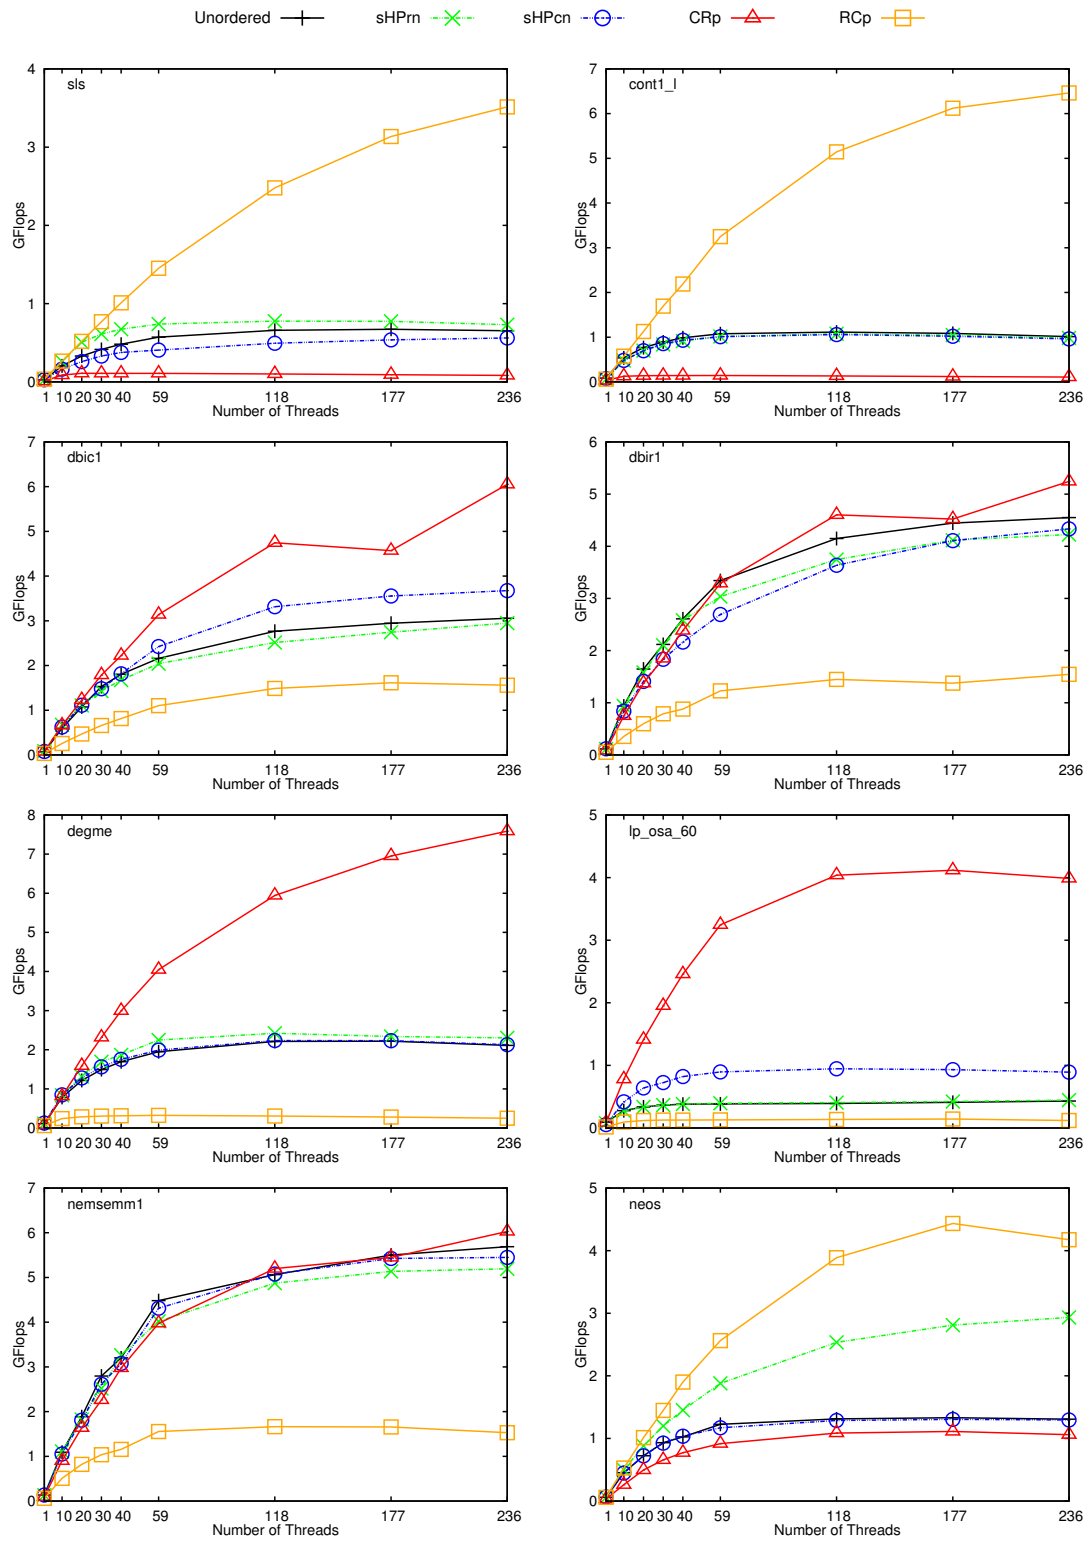 Unordered sHPrn sHPcn CRp RCp
sls
GFlops
0 1 2 3 4
1 10 20 30 40 59 118 177 236
Number of Threads
cont1_l
GFlops
0 1 2 3 4 5 6 7
1 10 20 30 40 59 118 177 236
Number of Threads
dbic1
GFlops
0 1 2 3 4 5 6 7
1 10 20 30 40 59 118 177 236
Number of Threads
dbir1
GFlops
0 1 2 3 4 5 6
1 10 20 30 40 59 118 177 236
Number of Threads
degme
GFlops
0 1 2 3 4 5 6 7 8
1 10 20 30 40 59 118 177 236
Number of Threads
lp_osa_60
GFlops
0 1 2 3 4 5
1 10 20 30 40 59 118 177 236
Number of Threads
nemsemm1
GFlops
0 1 2 3 4 5 6 7
1 10 20 30 40 59 118 177 236
Number of Threads
neos
GFlops
0 1 2 3 4 5
1 10 20 30 40 59 118 177 236
Number of Threads